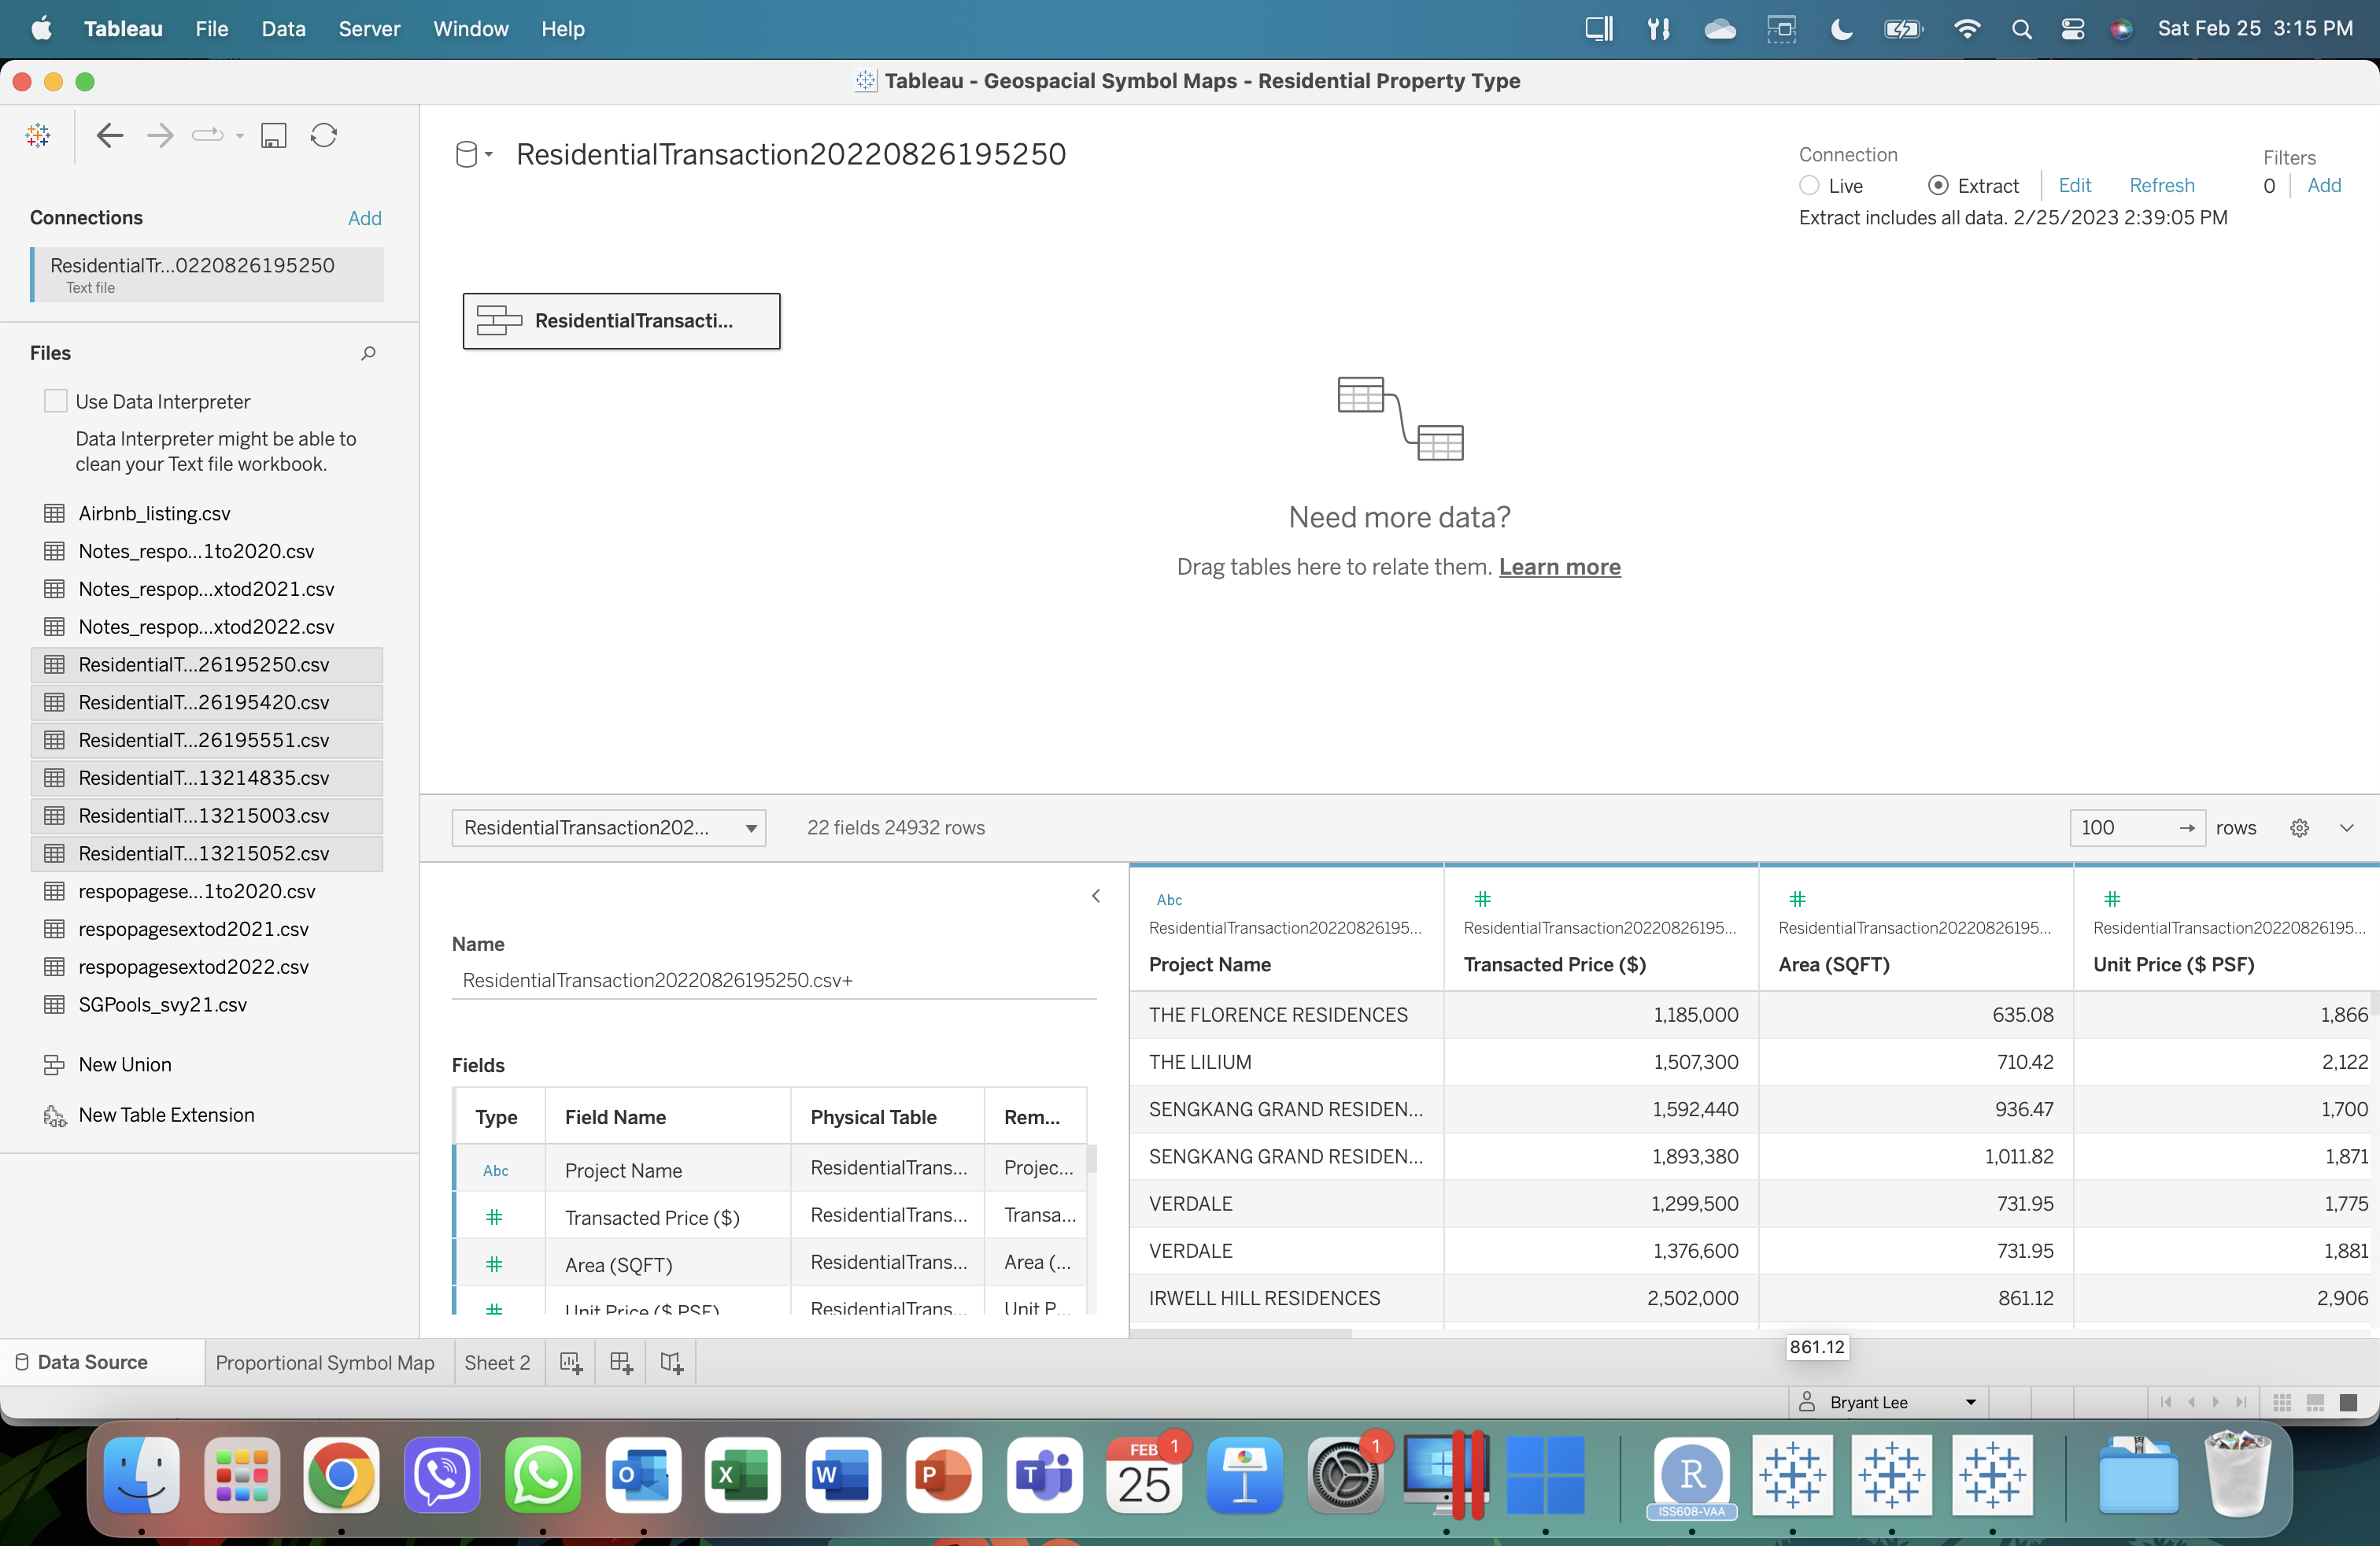 Tableau File Data Server Window Help Sat Feb 25 3:15 PM
Tableau - Geospacial Symbol Maps - Residential Property Type
ResidentialTransaction20220826195250
Connection
Live Extract Edit Refresh
Extract includes all data. 2/25/2023 2:39:05 PM
Filters
0 Add
Connections Add
ResidentialTr...0220826195250
Text file
Files
Use Data Interpreter
Data Interpreter might be able to
clean your Text file workbook.
Airbnb_listing.csv
Notes_respo...1to2020.csv
Notes_respop...xtod2021.csv
Notes_respop...xtod2022.csv
ResidentialT...26195250.csv
ResidentialT...26195420.csv
ResidentialT...26195551.csv
ResidentialT...13214835.csv
ResidentialT...13215003.csv
ResidentialT...13215052.csv
respopagese...1to2020.csv
respopagesextod2021.csv
respopagesextod2022.csv
SGPools_svy21.csv
New Union
New Table Extension
ResidentialTransacti...
Need more data?
Drag tables here to relate them. Learn more
ResidentialTransaction202... 22 fields 24932 rows 100 rows
Name
ResidentialTransaction20220826195250.csv+
Fields
Type Field Name Physical Table Rem...
Abc Project Name ResidentialTrans... Projec...
# Transacted Price ($) ResidentialTrans... Transa...
# Area (SQFT) ResidentialTrans... Area (...
# Unit Price ($ PSF) ResidentialTrans... Unit P...
Abc # # #
ResidentialTransaction20220826195... ResidentialTransaction20220826195... ResidentialTransaction20220826195... ResidentialTransaction20220826195...
Project Name Transacted Price ($) Area (SQFT) Unit Price ($ PSF)
THE FLORENCE RESIDENCES 1,185,000 635.08 1,866
THE LILIUM 1,507,300 710.42 2,122
SENGKANG GRAND RESIDEN... 1,592,440 936.47 1,700
SENGKANG GRAND RESIDEN... 1,893,380 1,011.82 1,871
VERDALE 1,299,500 731.95 1,775
VERDALE 1,376,600 731.95 1,881
IRWELL HILL RESIDENCES 2,502,000 861.12 2,906
861.12
Data Source Proportional Symbol Map Sheet 2
Bryant Lee
O X W P T FEB 25 1 1 R
ISS608-VAA